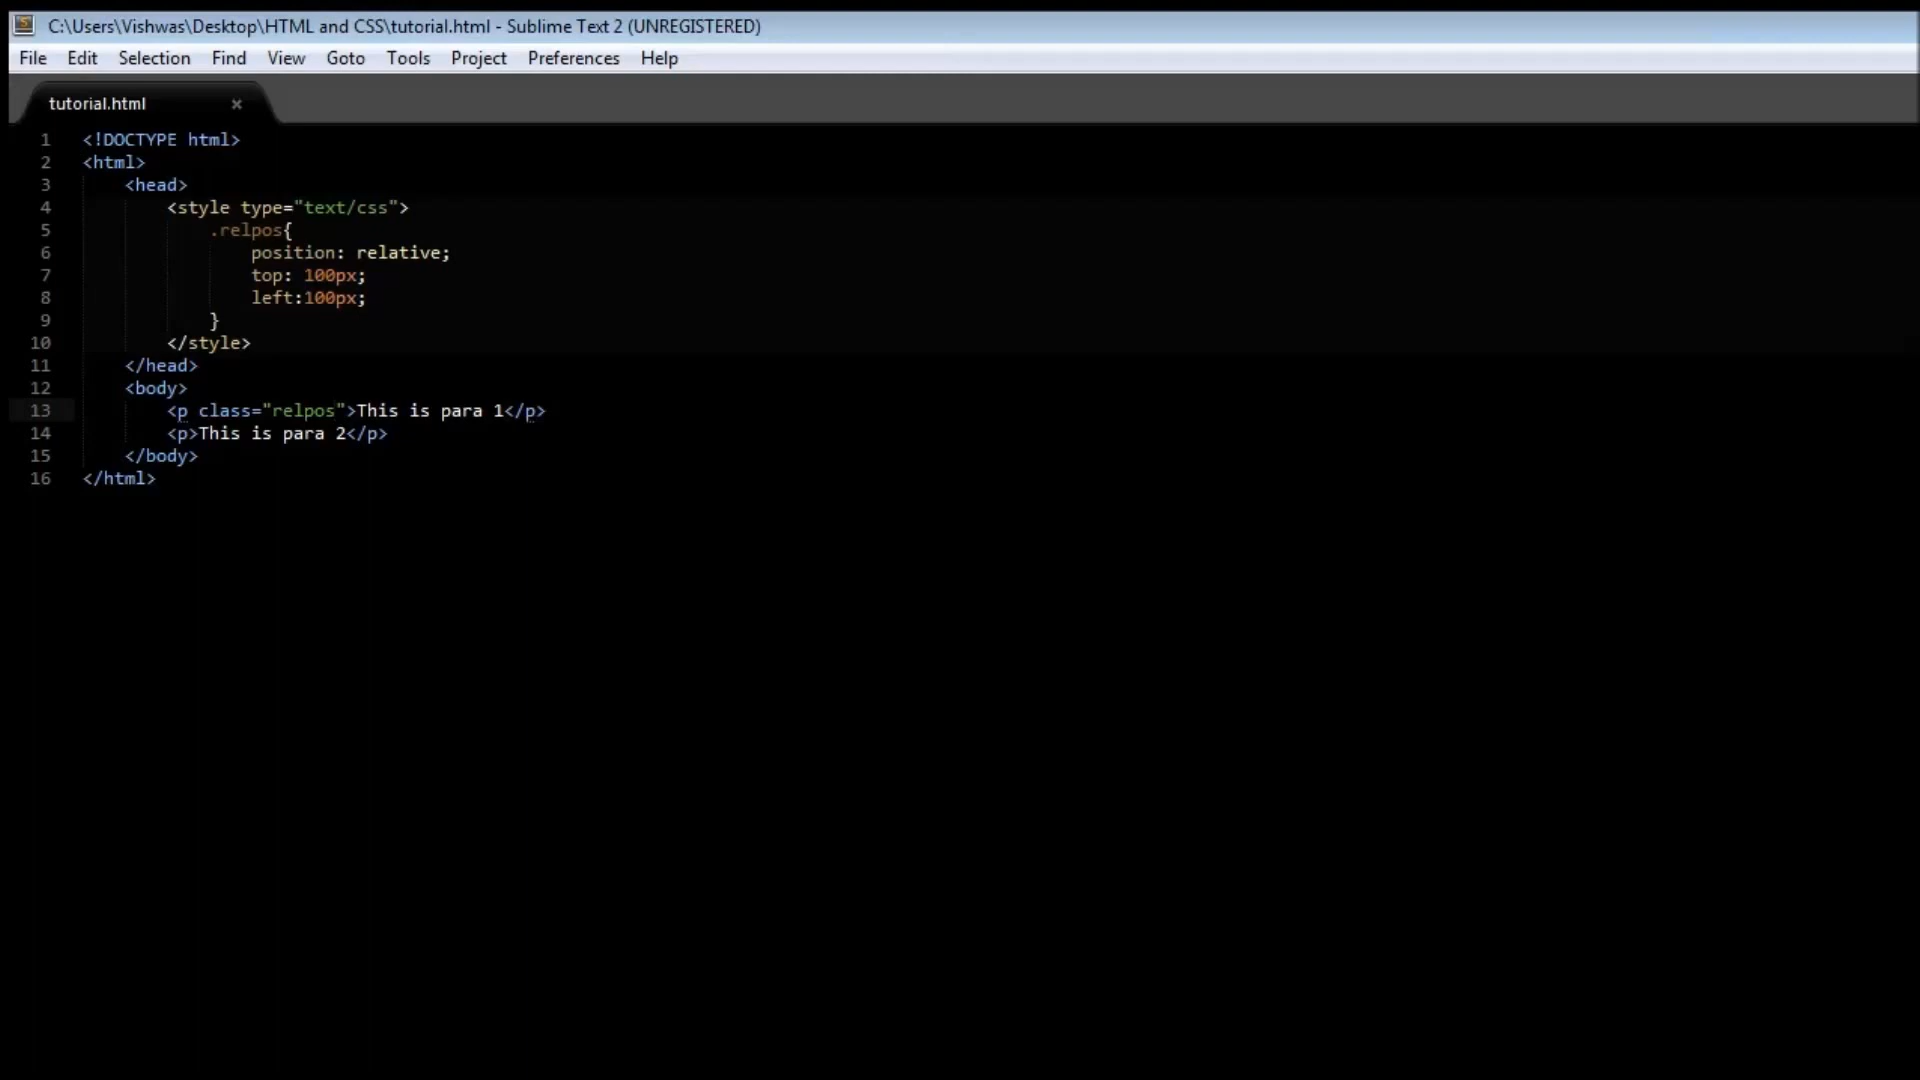 C:\Users\Vishwas\Desktop\HTML and CSS\tutorial.html - Sublime Text 2 (UNREGISTERED)
File Edit Selection Find View Goto Tools Project Preferences Help
tutorial.html ×
1 <!DOCTYPE html>
2 <html>
3 <head>
4 <style type="text/css">
5 .relpos{
6 position: relative;
7 top: 100px;
8 left:100px;
9 }
10 </style>
11 </head>
12 <body>
13 <p class="relpos">This is para 1</p>
14 <p>This is para 2</p>
15 </body>
16 </html>